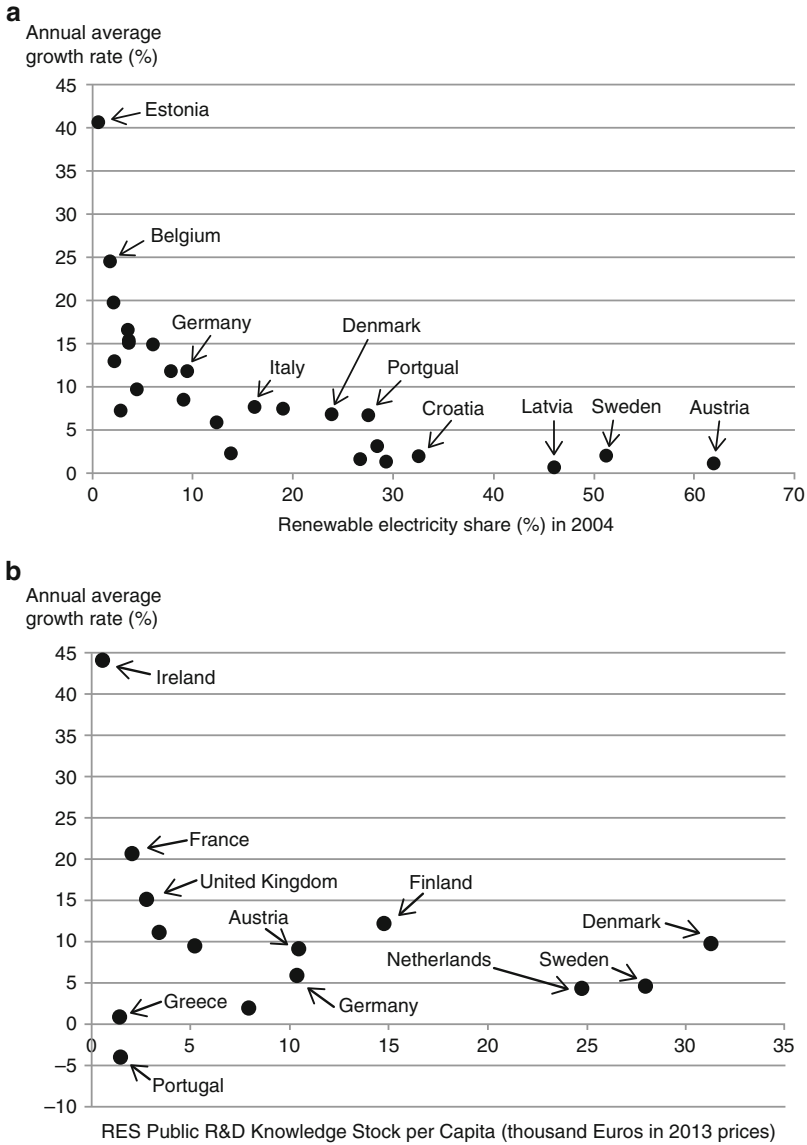 a
Annual average
growth rate (%)
45
40
35
30
25
20
15
10
5
0
Estonia
Belgium
Germany
Denmark
Italy
Portgual
Croatia
Latvia
Sweden
Austria
0 10 20 30 40 50 60 70
Renewable electricity share (%) in 2004
b
Annual average
growth rate (%)
45
40
35
30
25
20
15
10
5
0
–5
–10
Ireland
France
United Kingdom
Finland
Austria
Denmark
Netherlands
Sweden
Greece
Germany
Portugal
0 5 10 15 20 25 30 35
RES Public R&D Knowledge Stock per Capita (thousand Euros in 2013 prices)